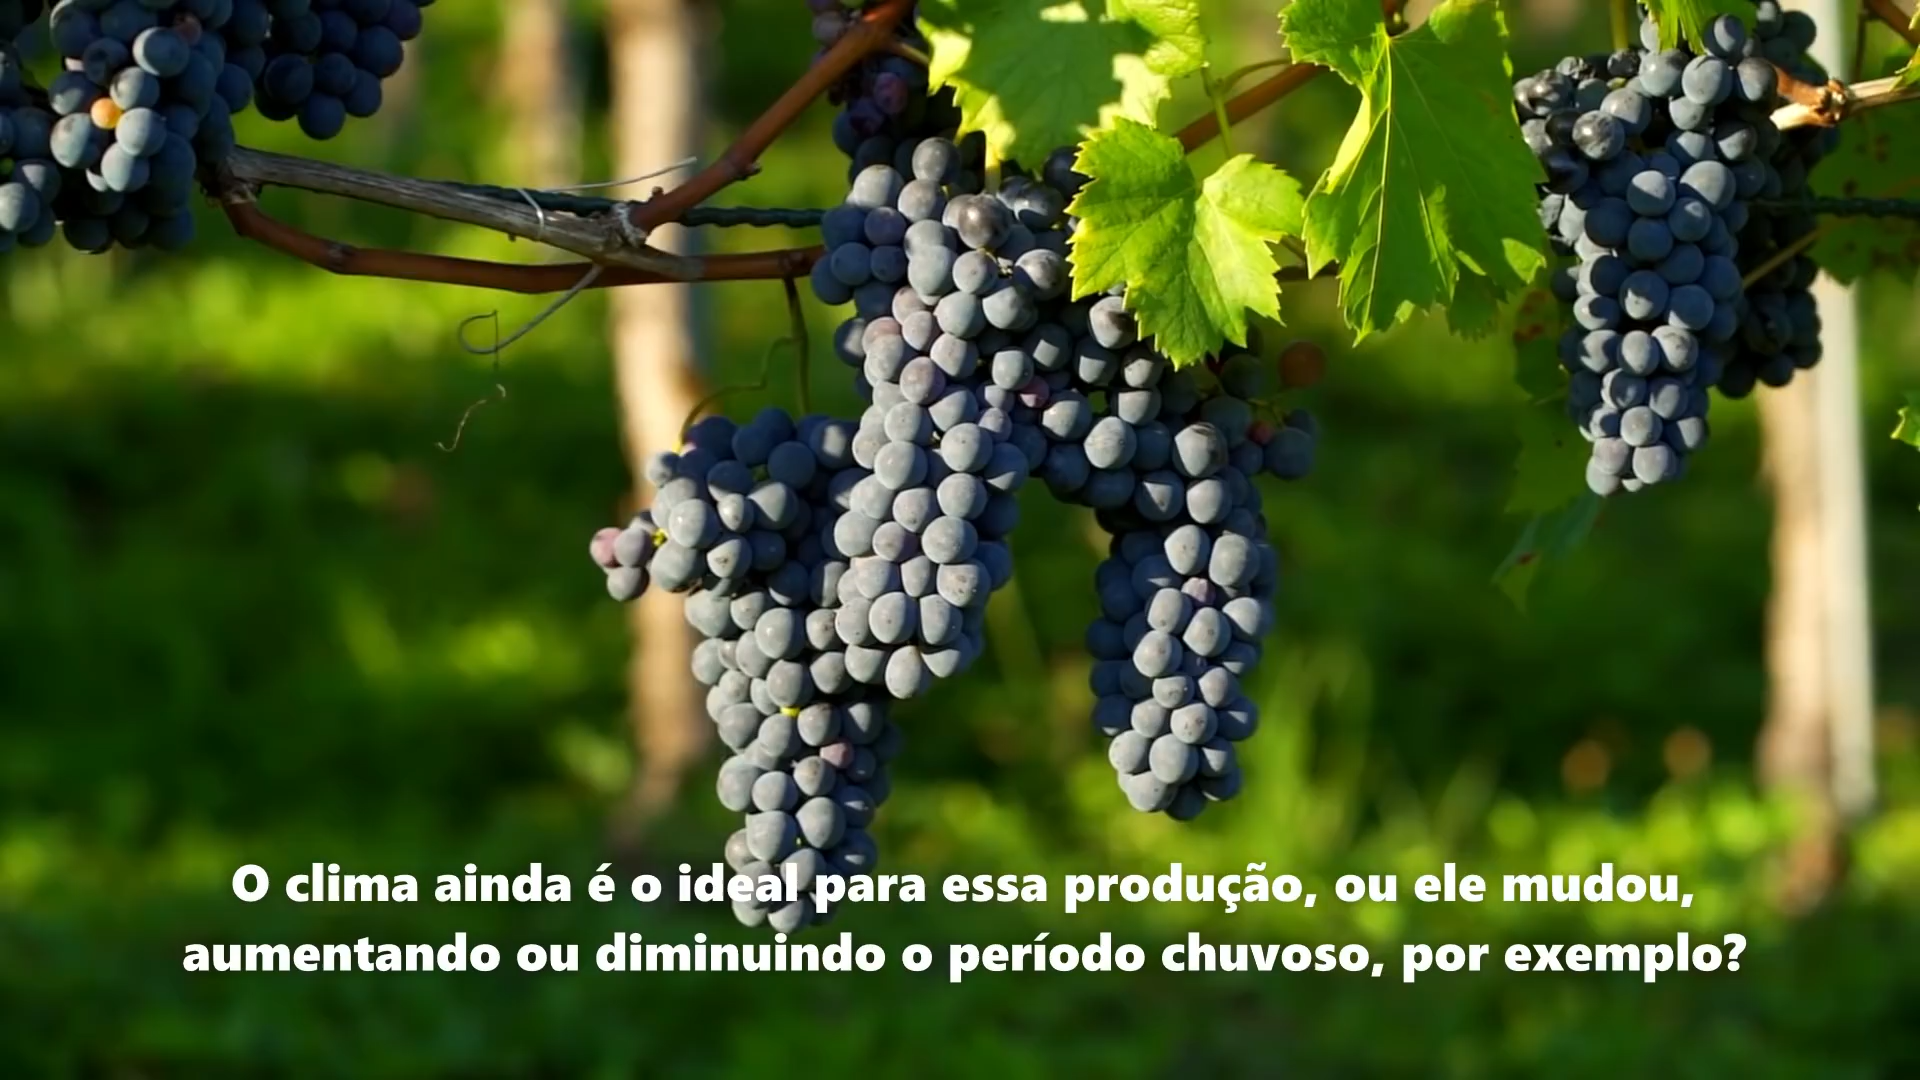 O clima ainda é o ideal para essa produção, ou ele mudou,
aumentando ou diminuindo o período chuvoso, por exemplo?